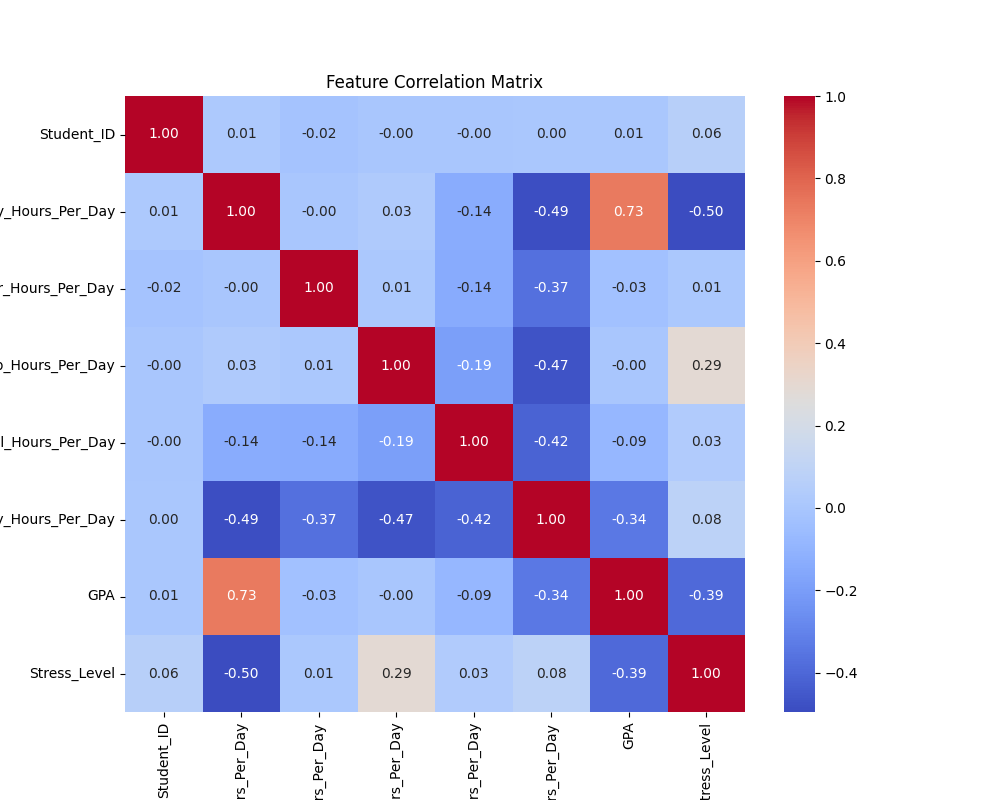 Feature Correlation Matrix
Student_ID 1.00 0.01 -0.02 -0.00 -0.00 0.00 0.01 0.06
y_Hours_Per_Day 0.01 1.00 -0.00 0.03 -0.14 -0.49 0.73 -0.50
r_Hours_Per_Day -0.02 -0.00 1.00 0.01 -0.14 -0.37 -0.03 0.01
p_Hours_Per_Day -0.00 0.03 0.01 1.00 -0.19 -0.47 -0.00 0.29
l_Hours_Per_Day -0.00 -0.14 -0.14 -0.19 1.00 -0.42 -0.09 0.03
y_Hours_Per_Day 0.00 -0.49 -0.37 -0.47 -0.42 1.00 -0.34 0.08
GPA 0.01 0.73 -0.03 -0.00 -0.09 -0.34 1.00 -0.39
Stress_Level 0.06 -0.50 0.01 0.29 0.03 0.08 -0.39 1.00
Student_ID
rs_Per_Day
rs_Per_Day
rs_Per_Day
rs_Per_Day
rs_Per_Day
GPA
tress_Level
1.0
0.8
0.6
0.4
0.2
0.0
−0.2
−0.4